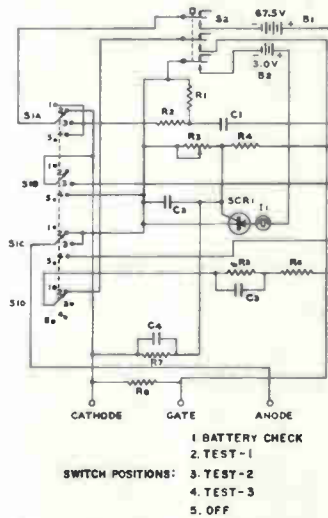 S2
67.5V
B1
3.0V
B2
R1
S1A
R2
C1
R3
R4
S1B
C2
SCR1
I1
S1C
R5
R6
C3
S1D
C4
R7
R8
CATHODE GATE ANODE
SWITCH POSITIONS:
1 BATTERY CHECK
2. TEST-1
3. TEST-2
4. TEST-3
5. OFF